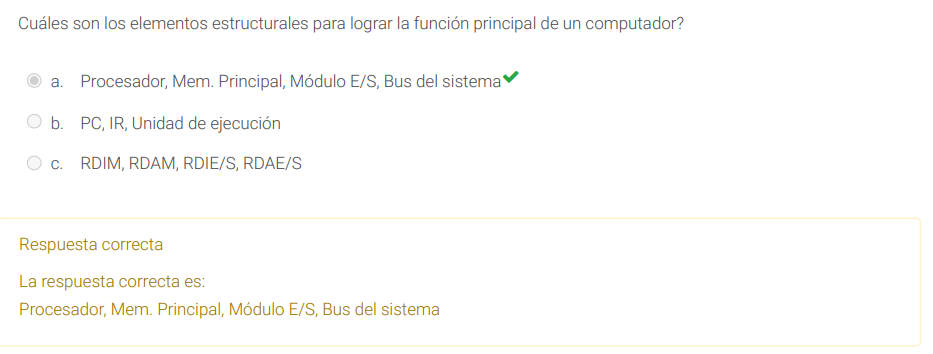 Cuáles son los elementos estructurales para lograr la función principal de un computador?
a. Procesador, Mem. Principal, Módulo E/S, Bus del sistema
b. PC, IR, Unidad de ejecución
c. RDIM, RDAM, RDIE/S, RDAE/S
Respuesta correcta
La respuesta correcta es:
Procesador, Mem. Principal, Módulo E/S, Bus del sistema